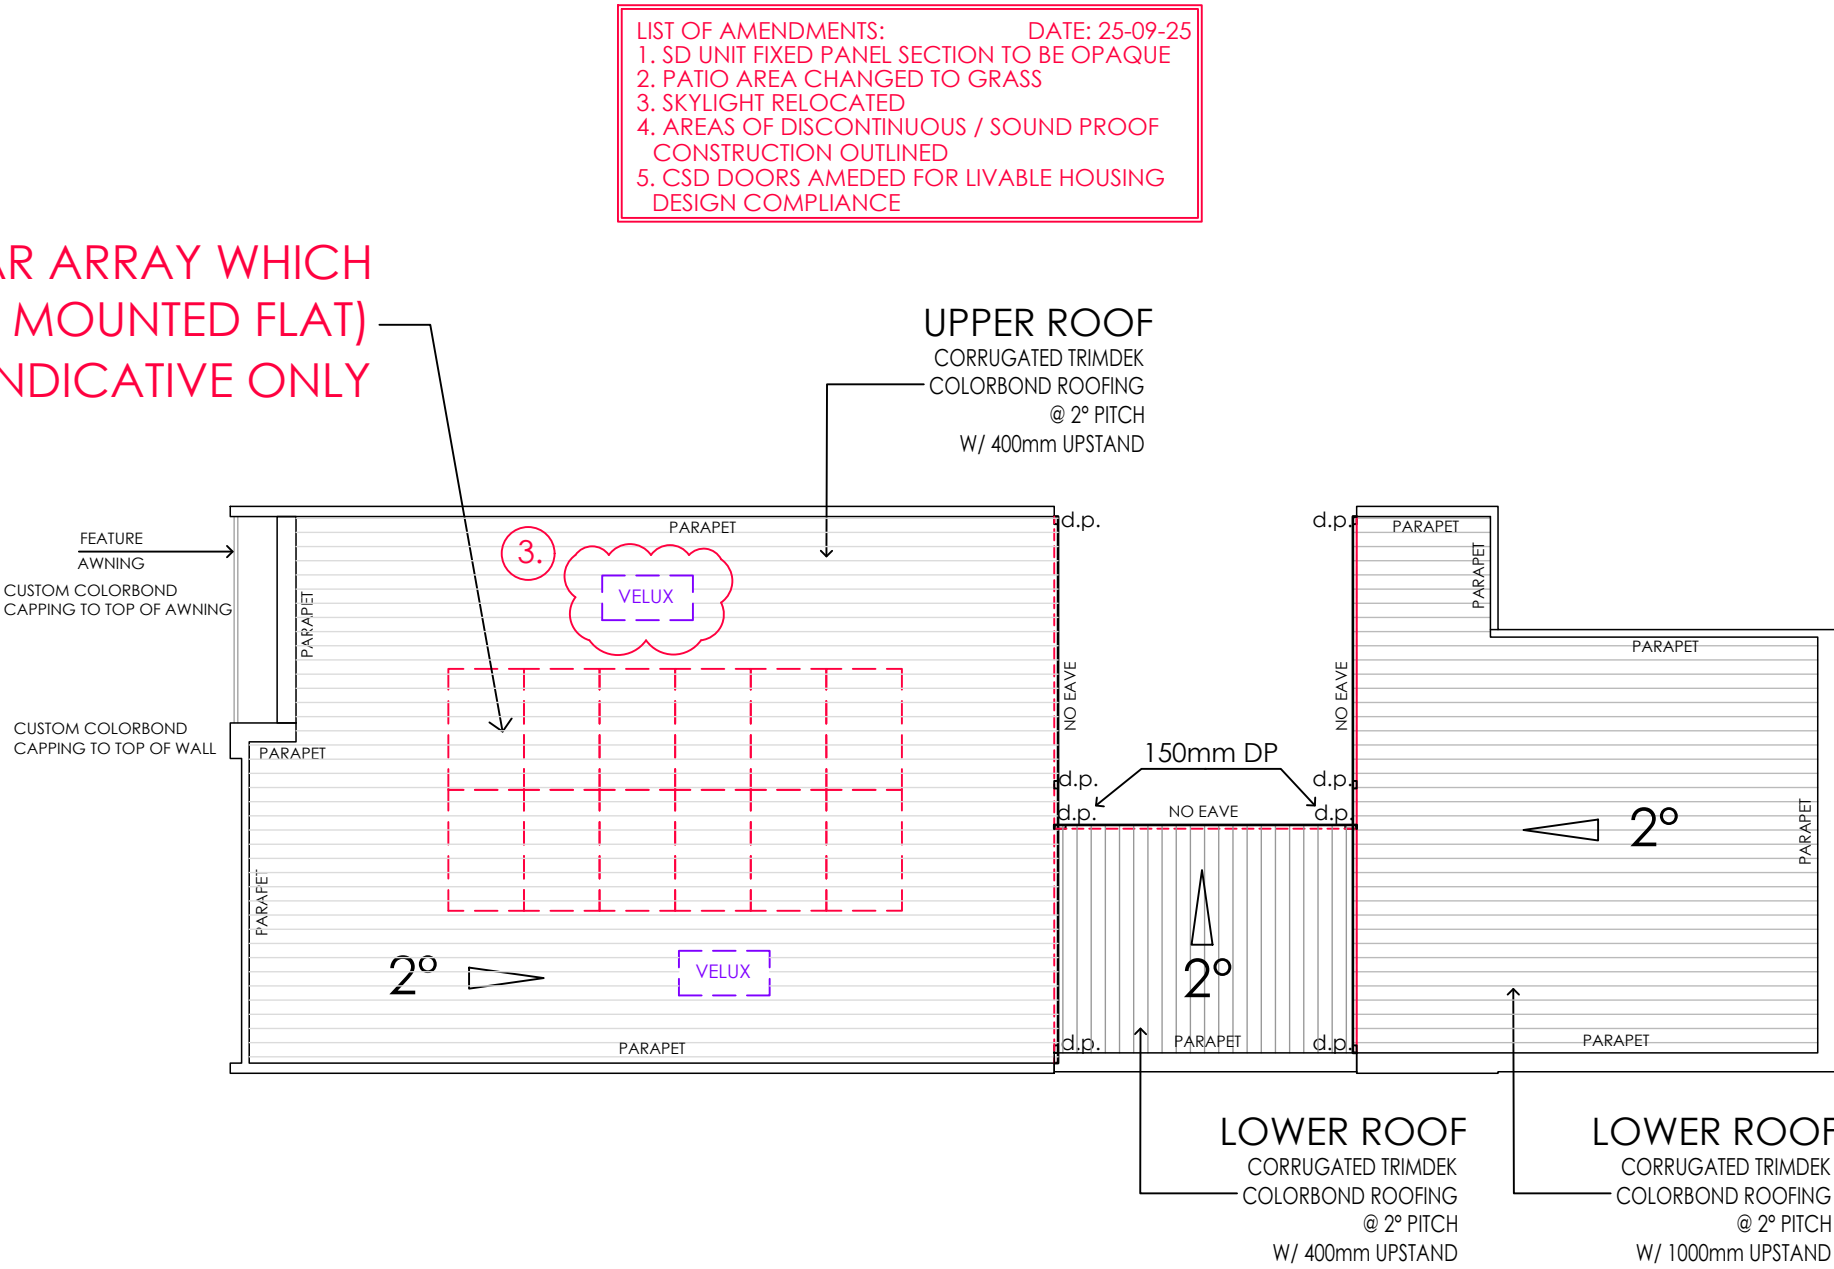 LIST OF AMENDMENTS: DATE: 25-09-25
1. SD UNIT FIXED PANEL SECTION TO BE OPAQUE
2. PATIO AREA CHANGED TO GRASS
3. SKYLIGHT RELOCATED
4. AREAS OF DISCONTINUOUS / SOUND PROOF
CONSTRUCTION OUTLINED
5. CSD DOORS AMEDED FOR LIVABLE HOUSING
DESIGN COMPLIANCE
AR ARRAY WHICH
MOUNTED FLAT)
NDICATIVE ONLY
UPPER ROOF
CORRUGATED TRIMDEK
COLORBOND ROOFING
@ 2° PITCH
W/ 400mm UPSTAND
FEATURE
AWNING
CUSTOM COLORBOND
CAPPING TO TOP OF AWNING
CUSTOM COLORBOND
CAPPING TO TOP OF WALL
PARAPET
3.
VELUX
PARAPET
PARAPET
PARAPET
2°
VELUX
PARAPET
d.p.
NO EAVE
d.p.
d.p.
d.p.
150mm DP
NO EAVE
2°
PARAPET
d.p.
NO EAVE
d.p.
d.p.
d.p.
PARAPET
PARAPET
PARAPET
2°
PARAPET
PARAPET
LOWER ROOF
CORRUGATED TRIMDEK
COLORBOND ROOFING
@ 2° PITCH
W/ 400mm UPSTAND
LOWER ROOF
CORRUGATED TRIMDEK
COLORBOND ROOFING
@ 2° PITCH
W/ 1000mm UPSTAND